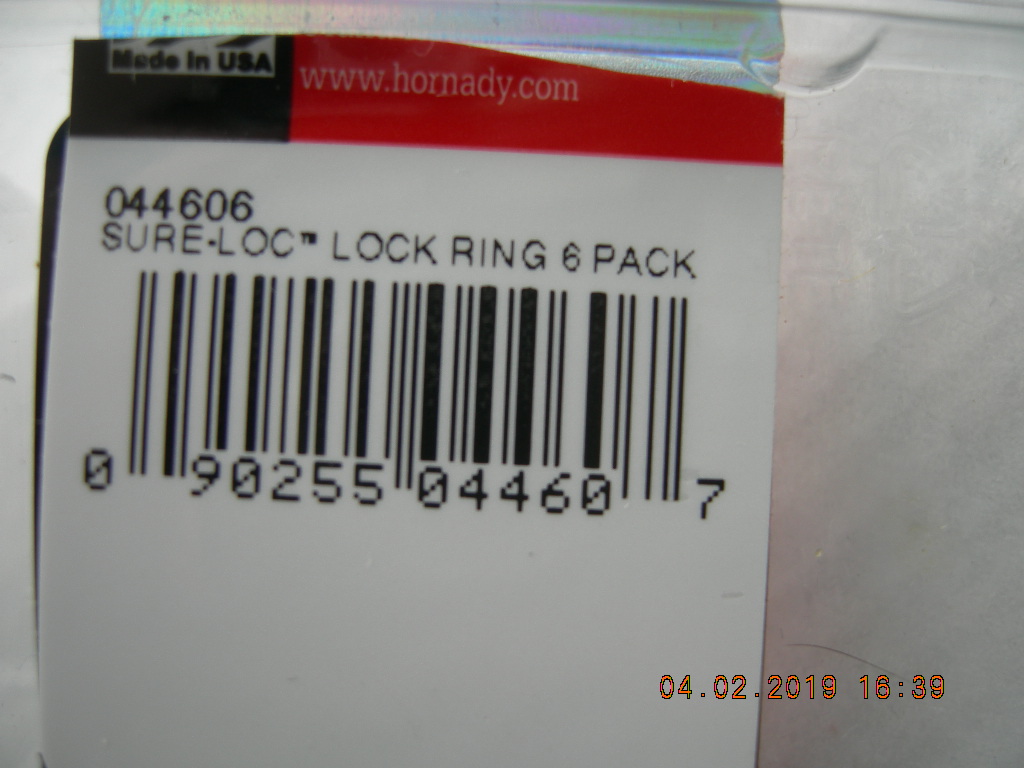 Made in USA
www.hornady.com
044606
SURE-LOC™ LOCK RING 6 PACK
0 90255 04460 7
04.02.2019 16:39